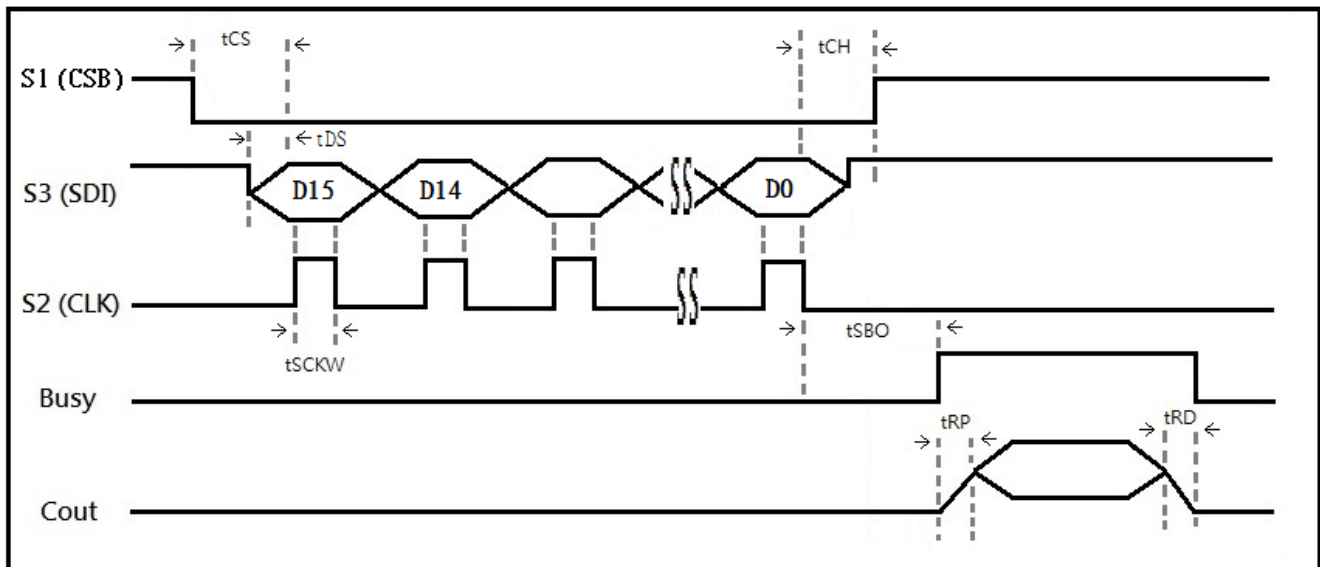 tCS
tCH
S1 (CSB)
tDS
S3 (SDI)
D15
D14
D0
S2 (CLK)
tSCKW
tSBO
Busy
tRP
tRD
Cout